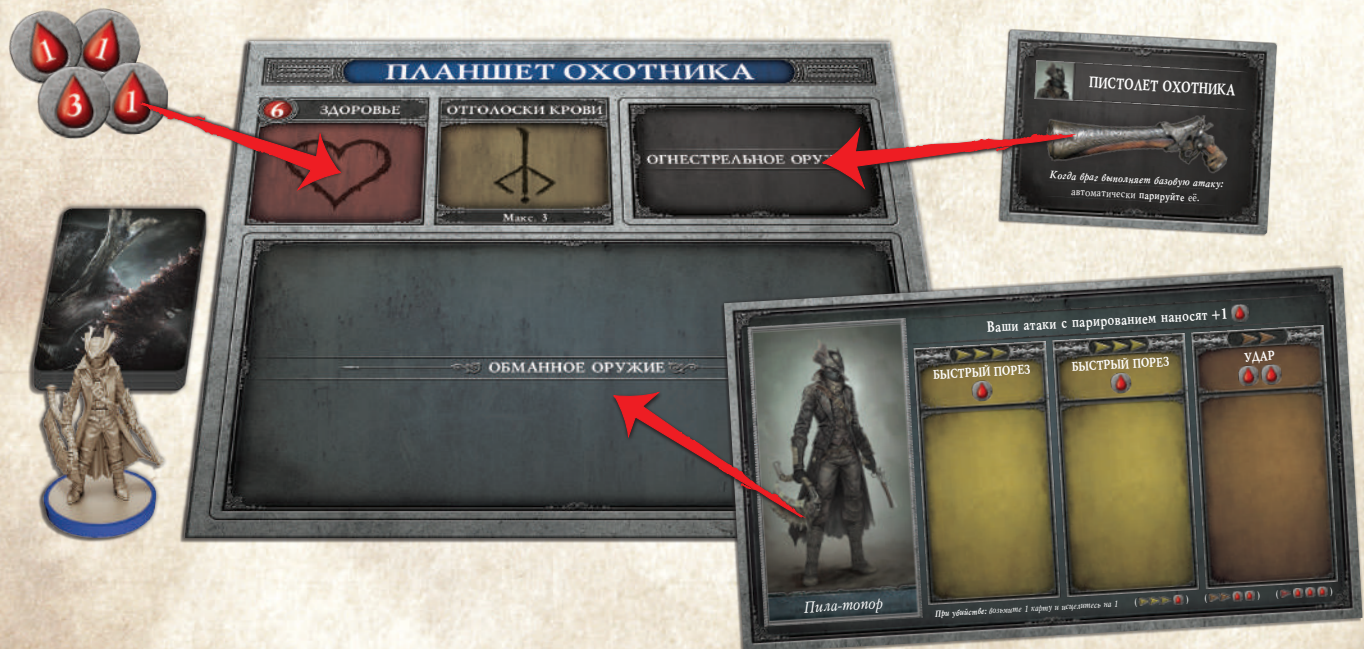 1 1
3 1
ПЛАНШЕТ ОХОТНИКА
6 ЗДОРОВЬЕ
ОТГОЛОСКИ КРОВИ
Макс. 3
ОГНЕСТРЕЛЬНОЕ
ОБМАННОЕ ОРУЖИЕ
ПИСТОЛЕТ ОХОТНИКА
Когда враг выполняет базовую атаку:
автоматически парируйте её.
Ваши атаки с парированием наносят +1
БЫСТРЫЙ ПОРЕЗ
БЫСТРЫЙ ПОРЕЗ
УДАР
Пила-топор
При убийстве: возьмите 1 карту и исцелитесь на 1